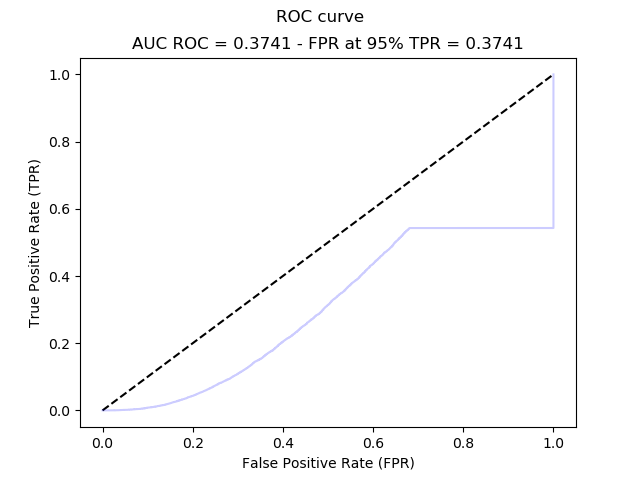 ROC curve
AUC ROC = 0.3741 - FPR at 95% TPR = 0.3741
1.0
0.8
0.6
0.4
0.2
0.0
True Positive Rate (TPR)
0.0 0.2 0.4 0.6 0.8 1.0
False Positive Rate (FPR)